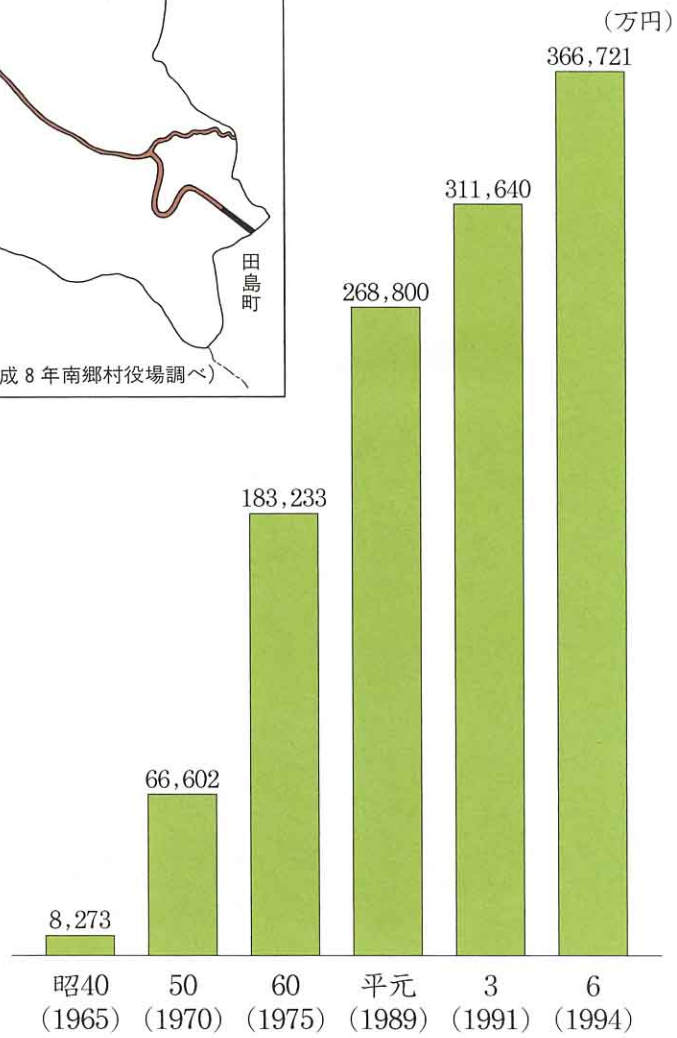 (万円)
366,721
311,640
268,800
183,233
66,602
8,273
田島町
成8年南郷村役場調べ)
昭40 50 60 平元 3 6
(1965) (1970) (1975) (1989) (1991) (1994)